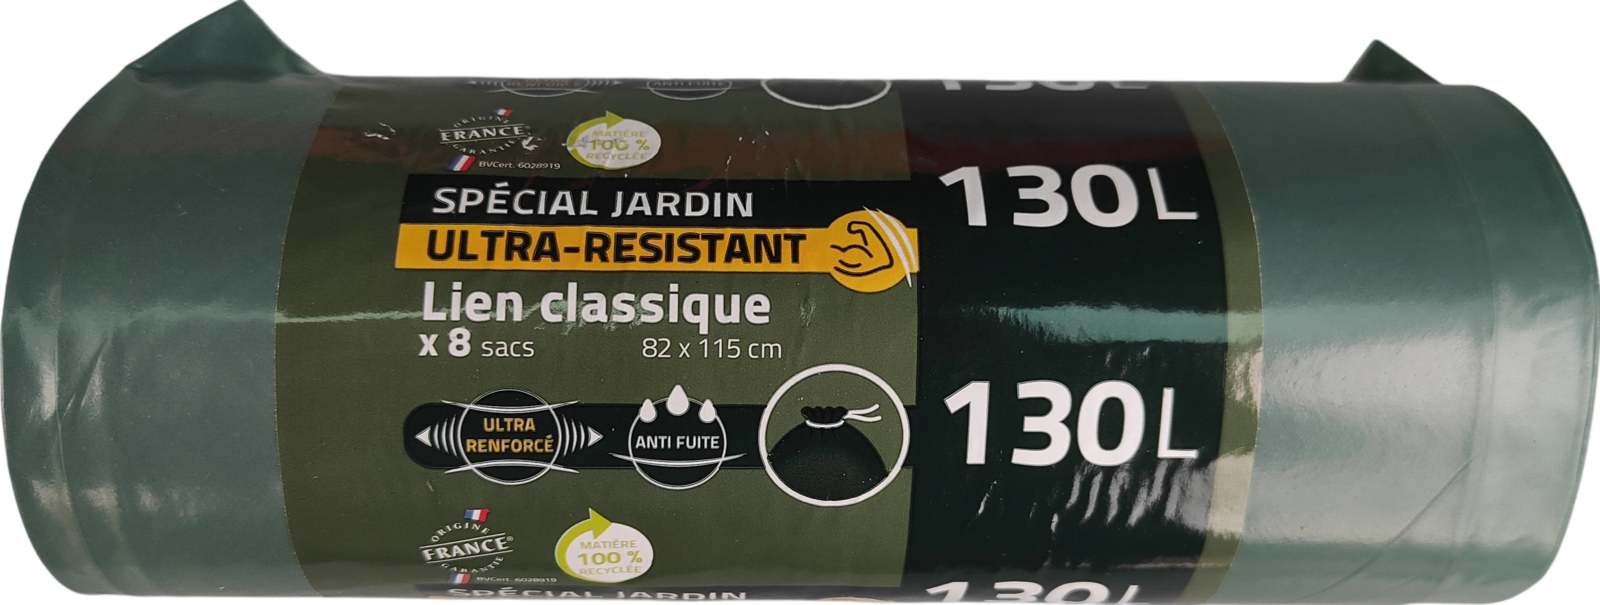 ANTI FUITE
130L
ORIGINE
FRANCE
GARANTIE
BVCert. 6028919
MATIÈRE
100 %
RECYCLÉE
SPÉCIAL JARDIN
130L
ULTRA-RESISTANT
Lien classique
x 8 sacs
82 x 115 cm
ULTRA
RENFORCÉ
ANTI FUITE
130L
ORIGINE
FRANCE®
GARANTIE
BVCert. 6028919
MATIÈRE
100 %
RECYCLÉE
SPÉCIAL JARDIN
130L